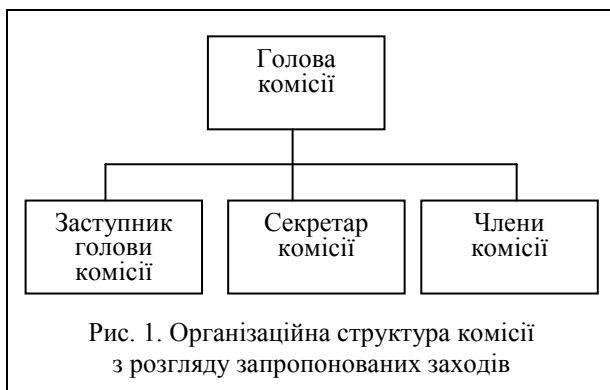 Голова
комісії
Заступник
голови
комісії
Секретар
комісії
Члени
комісії
Рис. 1. Організаційна структура комісії
з розгляду запропонованих заходів